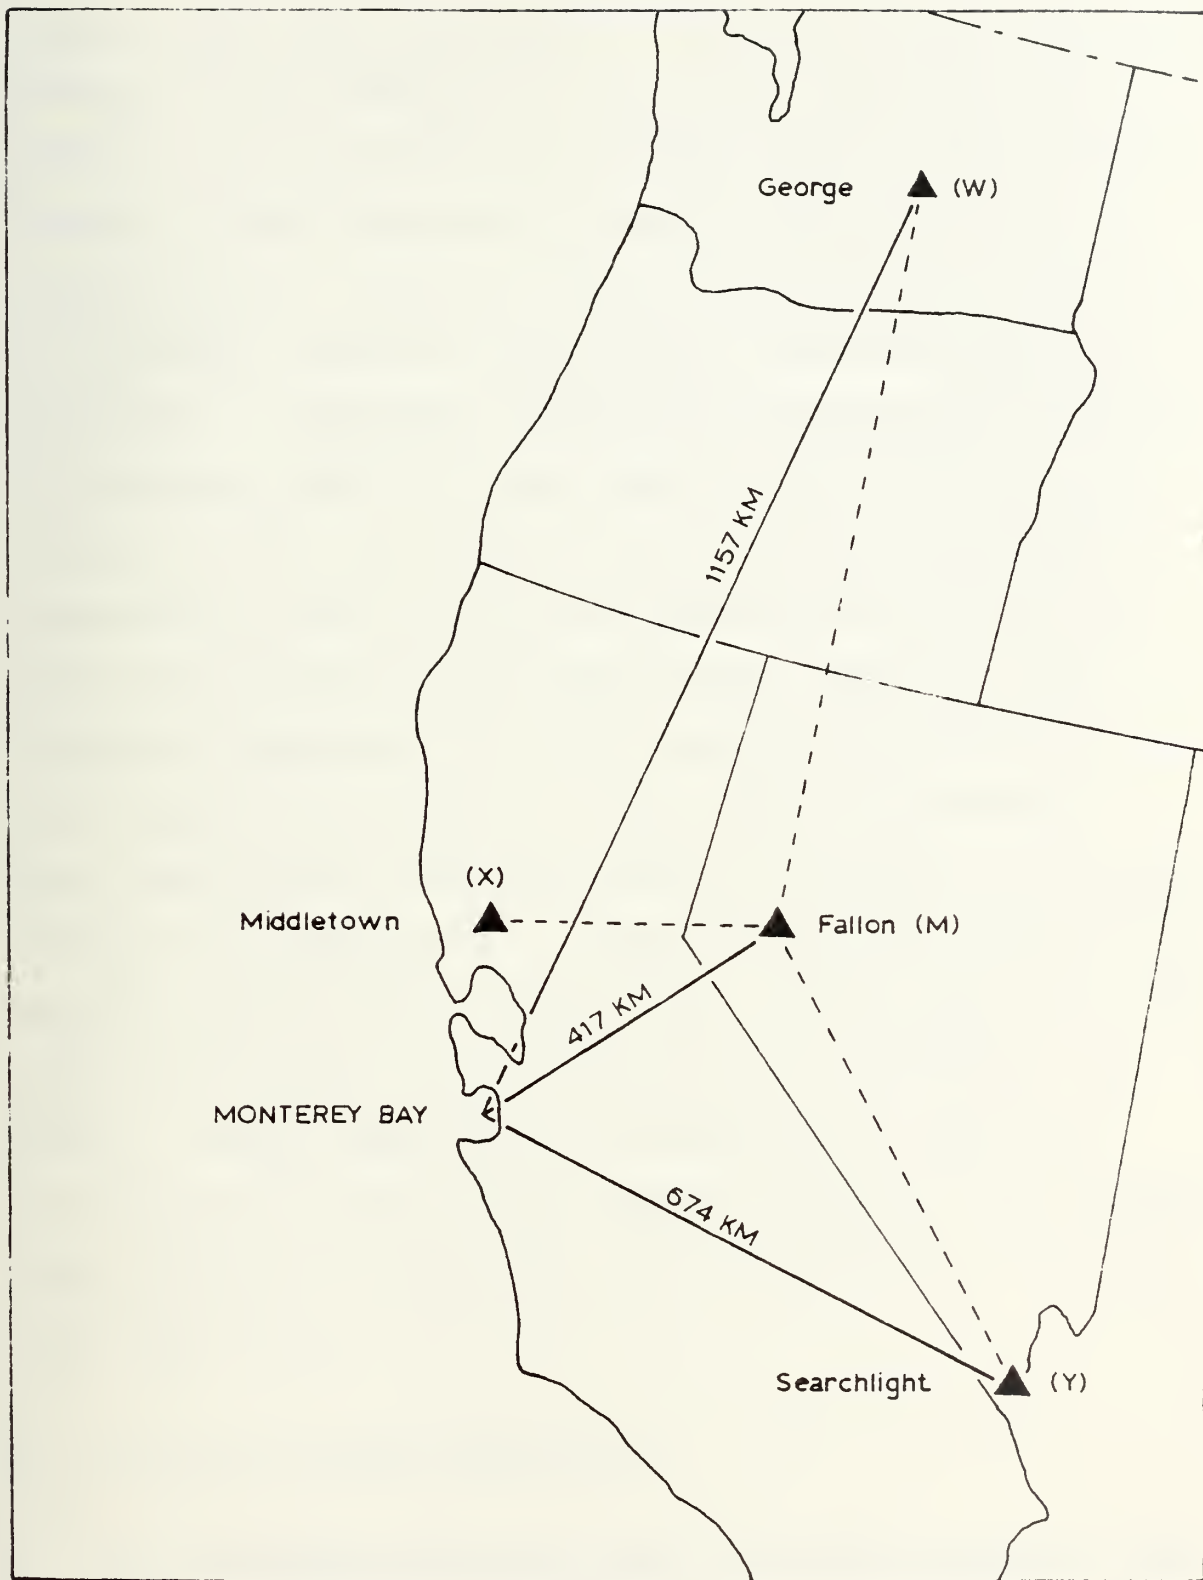 George (W)
1157 KM
(X)
Middletown
Fallon (M)
417 KM
MONTEREY BAY
674 KM
Searchlight (Y)